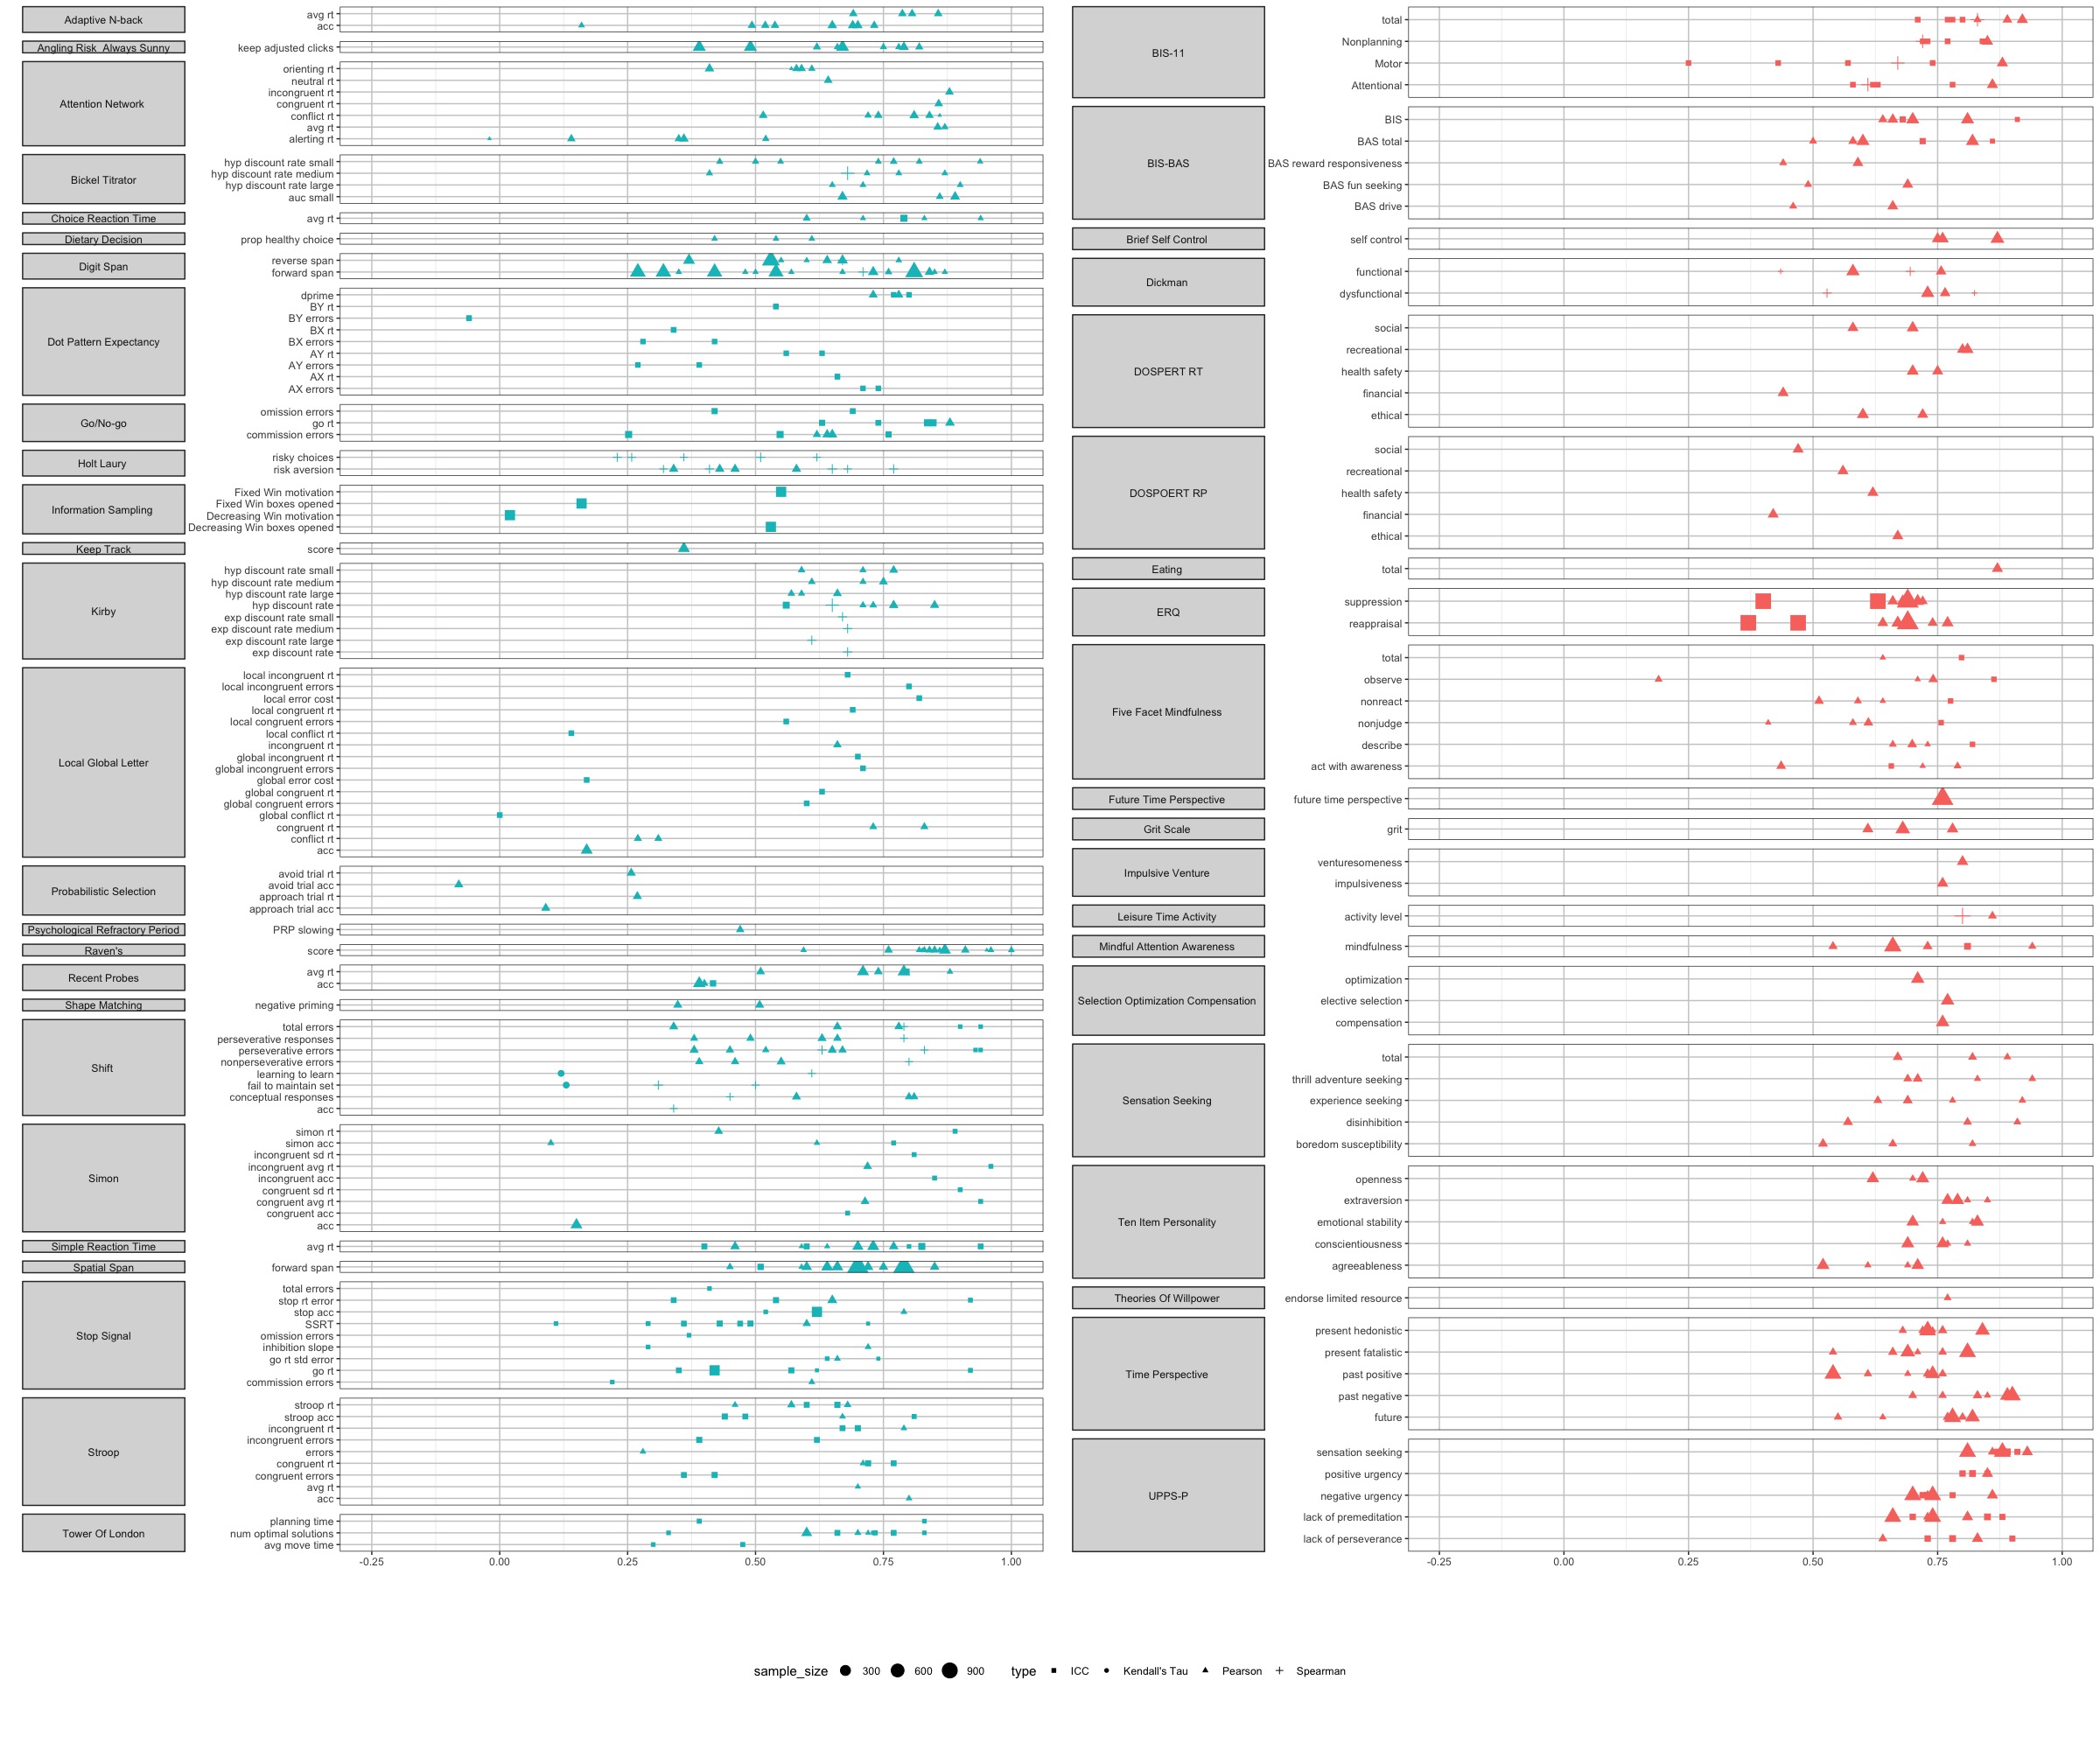 Adaptive N-back
avg rt
acc
Angling Risk Always Sunny
keep adjusted clicks
Attention Network
orienting rt
neutral rt
incongruent rt
congruent rt
conflict rt
avg rt
alerting rt
Bickel Titrator
hyp discount rate small
hyp discount rate medium
hyp discount rate large
auc small
Choice Reaction Time
avg rt
Dietary Decision
prop healthy choice
Digit Span
reverse span
forward span
Dot Pattern Expectancy
dprime
BY rt
BY errors
BX rt
BX errors
AY rt
AY errors
AX rt
AX errors
Go/No-go
omission errors
go rt
commission errors
Holt Laury
risky choices
risk aversion
Information Sampling
Fixed Win motivation
Fixed Win boxes opened
Decreasing Win motivation
Decreasing Win boxes opened
Keep Track
score
Kirby
hyp discount rate small
hyp discount rate medium
hyp discount rate large
hyp discount rate
exp discount rate small
exp discount rate medium
exp discount rate large
exp discount rate
Local Global Letter
local incongruent rt
local incongruent errors
local error cost
local congruent rt
local congruent errors
local conflict rt
incongruent rt
global incongruent rt
global incongruent errors
global error cost
global congruent rt
global congruent errors
global conflict rt
congruent rt
conflict rt
acc
Probabilistic Selection
avoid trial rt
avoid trial acc
approach trial rt
approach trial acc
Psychological Refractory Period
PRP slowing
Raven's
score
Recent Probes
avg rt
acc
Shape Matching
negative priming
Shift
total errors
perseverative responses
perseverative errors
nonperseverative errors
learning to learn
fail to maintain set
conceptual responses
acc
Simon
simon rt
simon acc
incongruent sd rt
incongruent avg rt
incongruent acc
congruent sd rt
congruent avg rt
congruent acc
acc
Simple Reaction Time
avg rt
Spatial Span
forward span
Stop Signal
total errors
stop rt error
stop acc
SSRT
omission errors
inhibition slope
go rt std error
go rt
commission errors
Stroop
stroop rt
stroop acc
incongruent rt
incongruent errors
errors
congruent rt
congruent errors
avg rt
acc
Tower Of London
planning time
num optimal solutions
avg move time
-0.25 0.00 0.25 0.50 0.75 1.00
BIS-11
total
Nonplanning
Motor
Attentional
BIS-BAS
BIS
BAS total
BAS reward responsiveness
BAS fun seeking
BAS drive
Brief Self Control
self control
Dickman
functional
dysfunctional
DOSPERT RT
social
recreational
health safety
financial
ethical
DOSPOERT RP
social
recreational
health safety
financial
ethical
Eating
total
ERQ
suppression
reappraisal
Five Facet Mindfulness
total
observe
nonreact
nonjudge
describe
act with awareness
Future Time Perspective
future time perspective
Grit Scale
grit
Impulsive Venture
venturesomeness
impulsiveness
Leisure Time Activity
activity level
Mindful Attention Awareness
mindfulness
Selection Optimization Compensation
optimization
elective selection
compensation
Sensation Seeking
total
thrill adventure seeking
experience seeking
disinhibition
boredom susceptibility
Ten Item Personality
openness
extraversion
emotional stability
conscientiousness
agreeableness
Theories Of Willpower
endorse limited resource
Time Perspective
present hedonistic
present fatalistic
past positive
past negative
future
UPPS-P
sensation seeking
positive urgency
negative urgency
lack of premeditation
lack of perseverance
-0.25 0.00 0.25 0.50 0.75 1.00
sample_size 300 600 900 type ICC Kendall's Tau Pearson Spearman